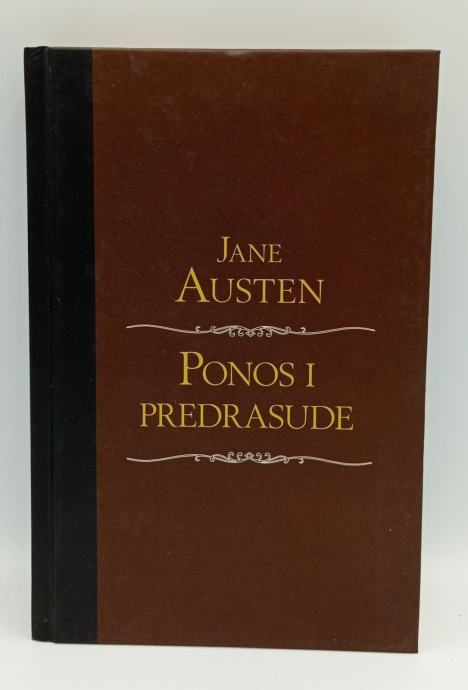 Jane
Austen
Ponos i
predrasude